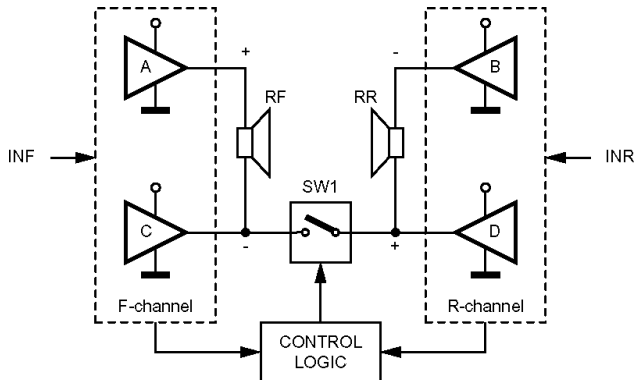 A
+
-
B
RF
RR
INF
INR
SW1
C
-
+
D
F-channel
R-channel
CONTROL
LOGIC